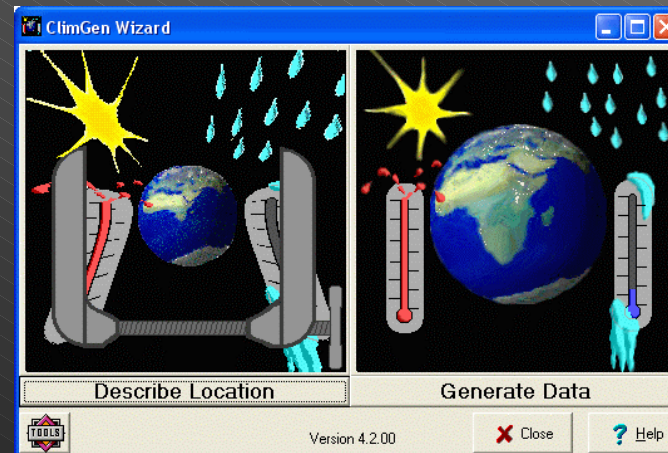 ClimGen Wizard
Describe Location
Generate Data
TOOLS
Version 4.2.00
Close
? Help